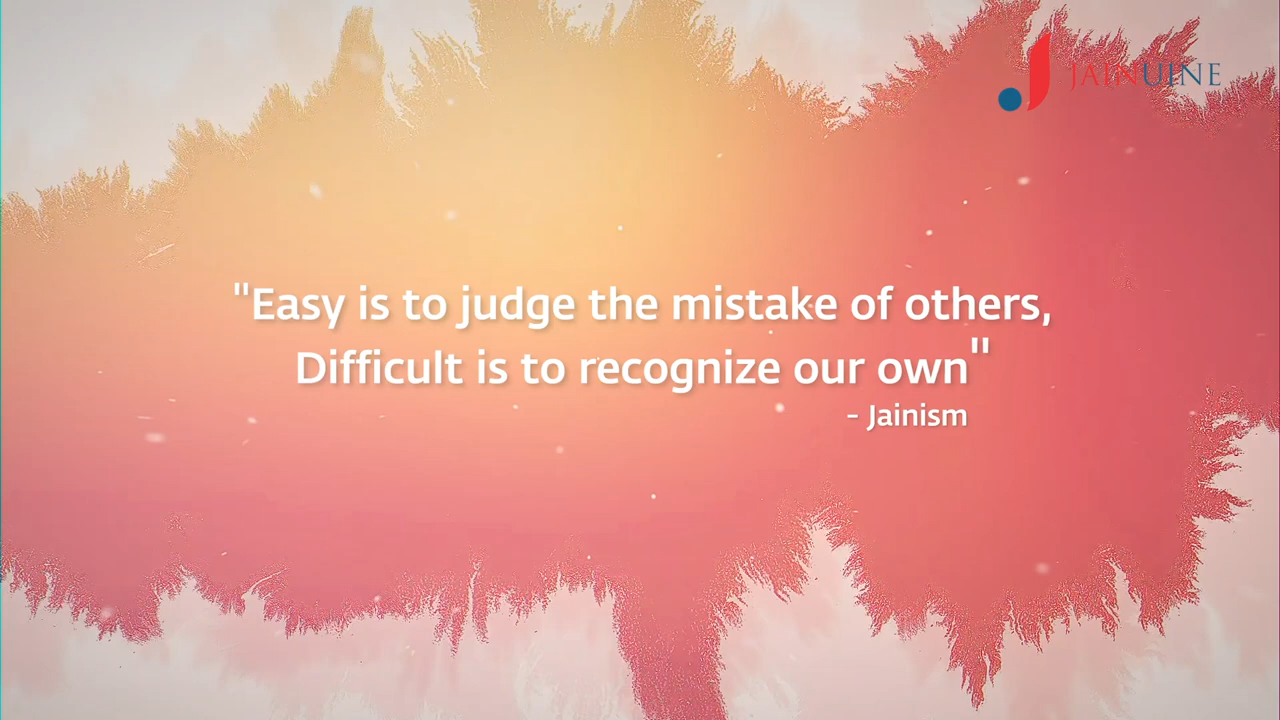 JAINUINE
"Easy is to judge the mistake of others,
Difficult is to recognize our own"
- Jainism